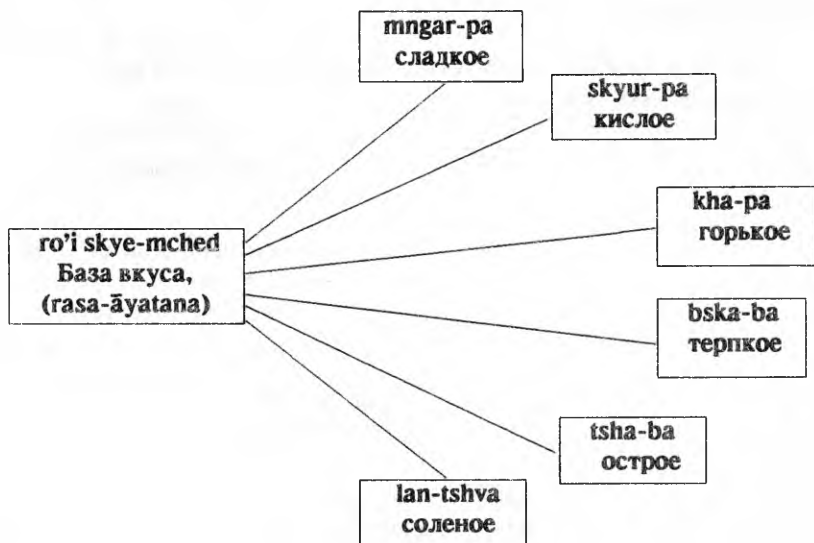 mngar-pa
сладкое
skyur-pa
кислое
kha-pa
горькое
ro'i skye-mched
База вкуса,
(rasa-āyatana)
bska-ba
терпкое
tsha-ba
острое
lan-tshva
соленое